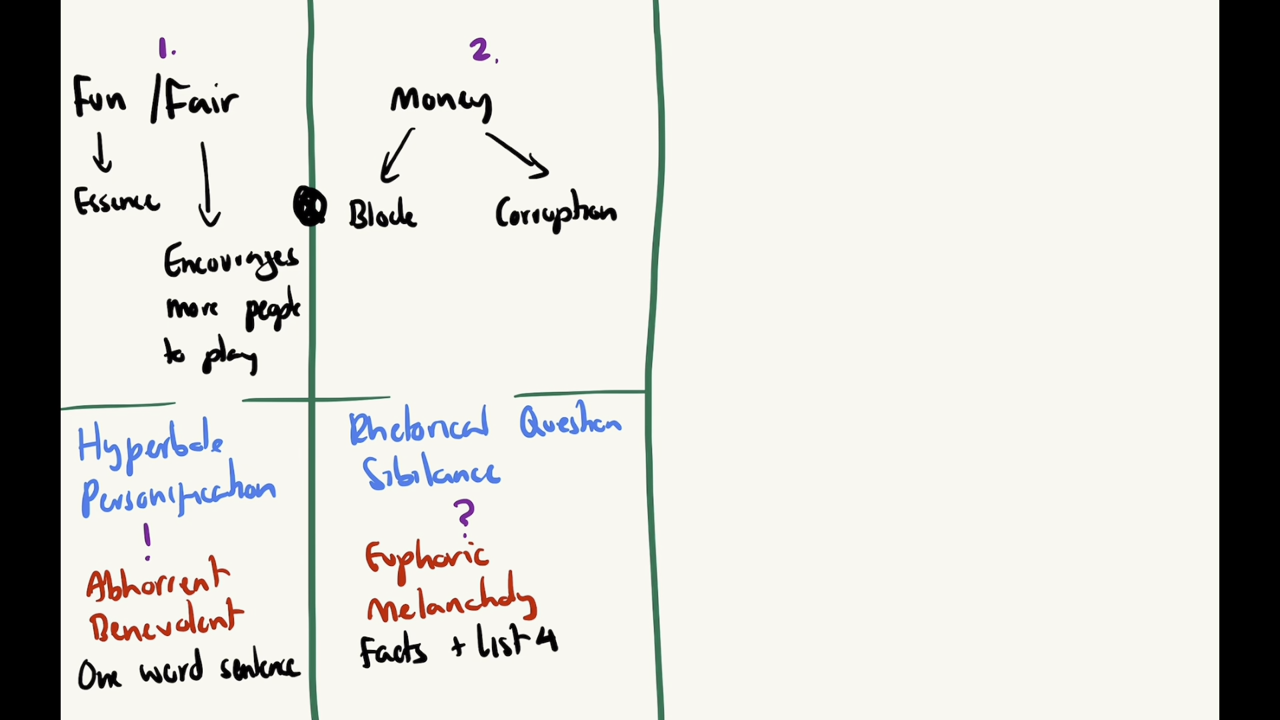 1.
Fun / Fair
Essence
Encourages
more people
to play
Hyperbole
Personification
!
Abhorrent
Benevolent
One word sentence
2.
Money
Block
Corruption
Rhetorical Question
Sibilance
?
Euphoric
Melancholy
Facts + list 4